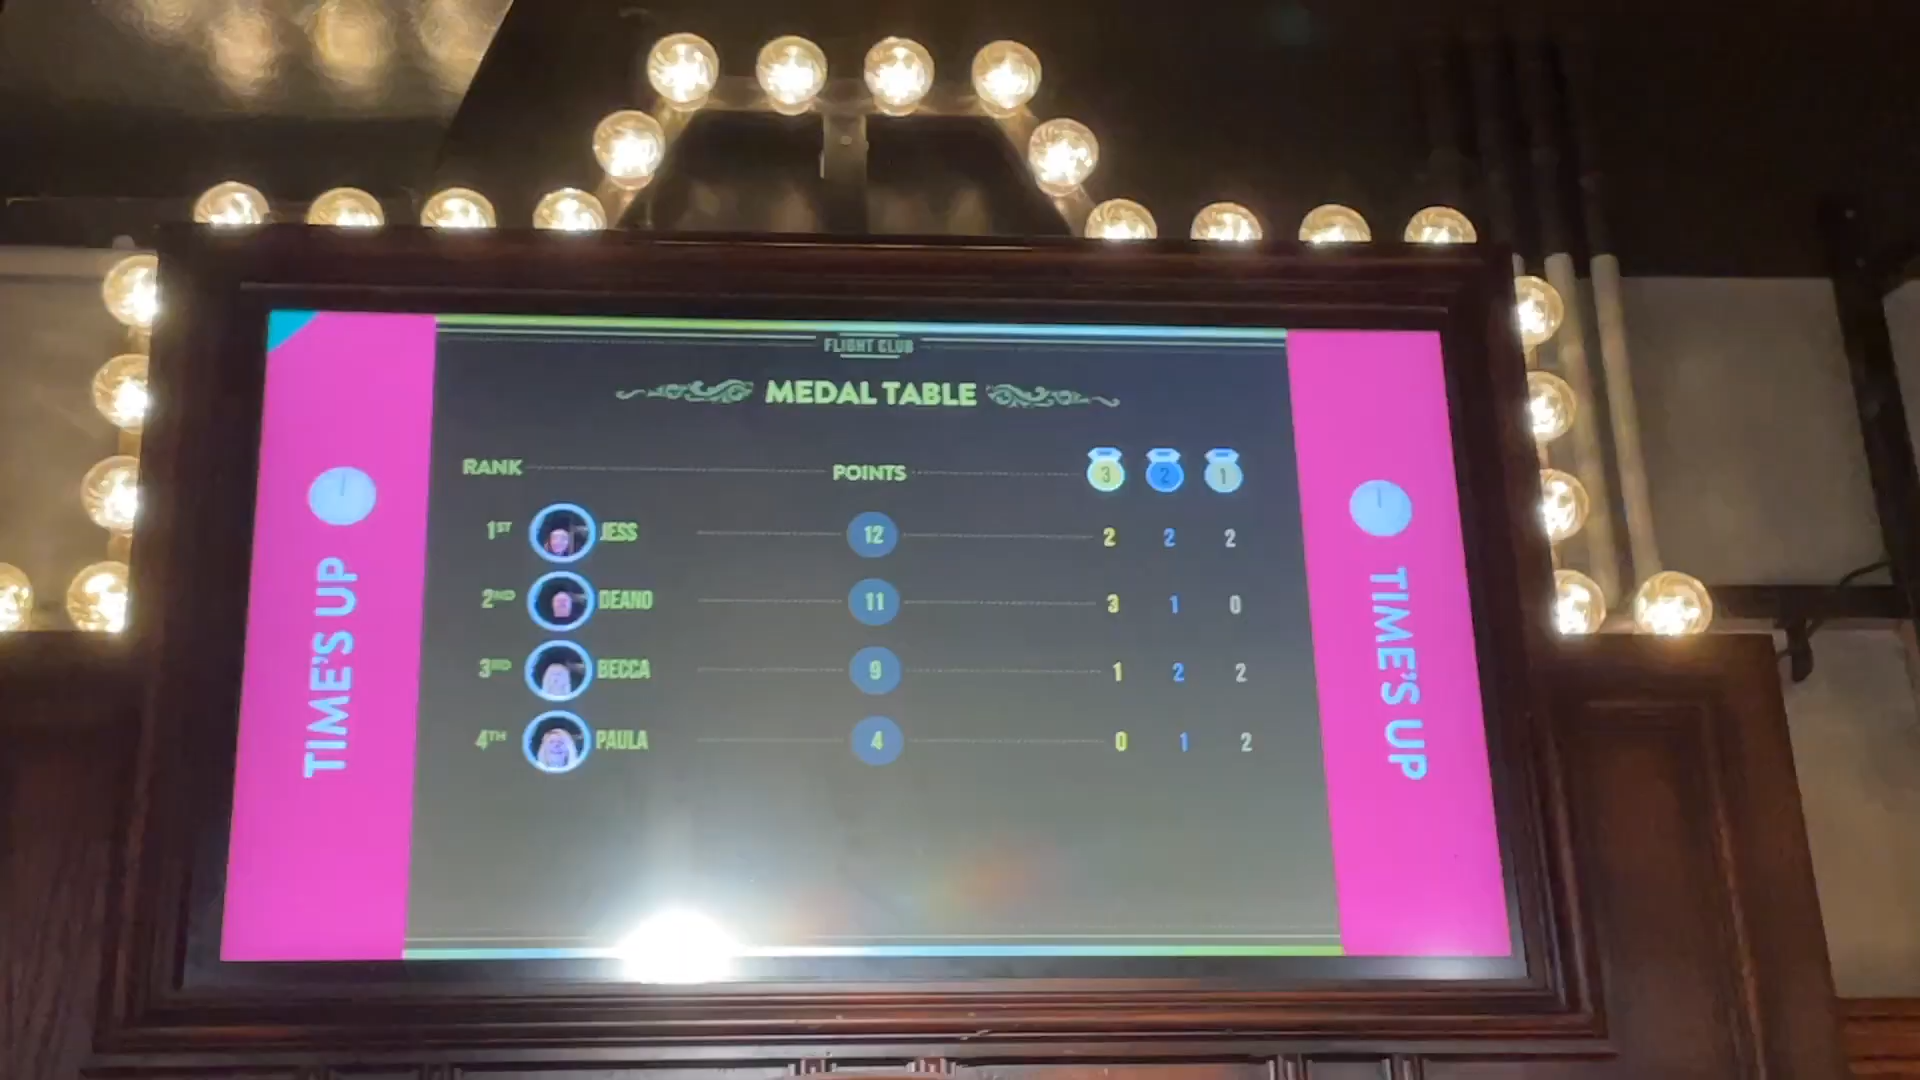 FLIGHT CLUB
MEDAL TABLE
RANK POINTS 3 2 1
1ST JESS 12 2 2 2
2ND DEANO 11 3 1 0
3RD BECCA 9 1 2 2
4TH PAULA 4 0 1 2
TIME'S UP
TIME'S UP